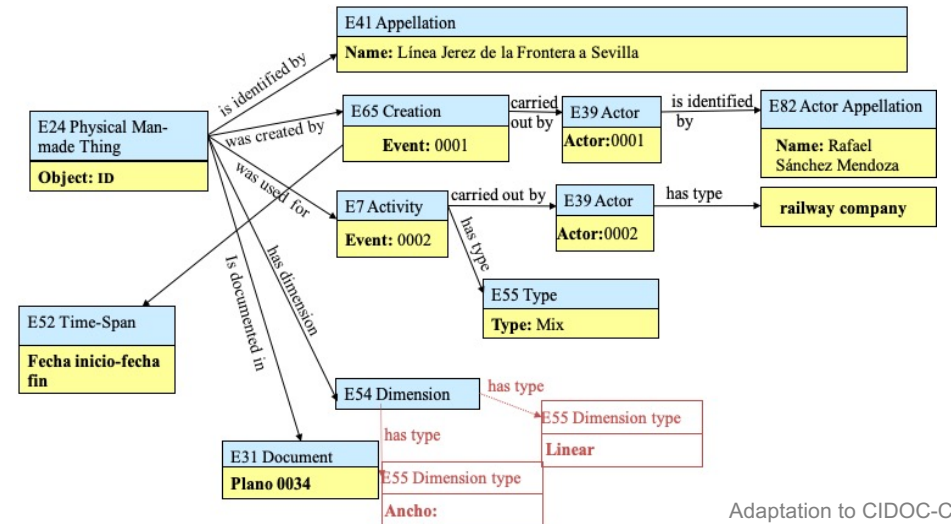 E41 Appellation
Name: Línea Jerez de la Frontera a Sevilla
is identified by
E24 Physical Man-
made Thing
Object: ID
was created by
E65 Creation
Event: 0001
carried
out by
E39 Actor
Actor:0001
is identified
by
E82 Actor Appellation
Name: Rafael
Sánchez Mendoza
was used for
E7 Activity
Event: 0002
carried out by
E39 Actor
Actor:0002
has type
railway company
has type
E55 Type
Type: Mix
E52 Time-Span
Fecha inicio-fecha
fin
Is documented in
has dimension
E54 Dimension
has type
E55 Dimension type
Linear
has type
E55 Dimension type
Ancho:
E31 Document
Plano 0034
Adaptation to CIDOC-C